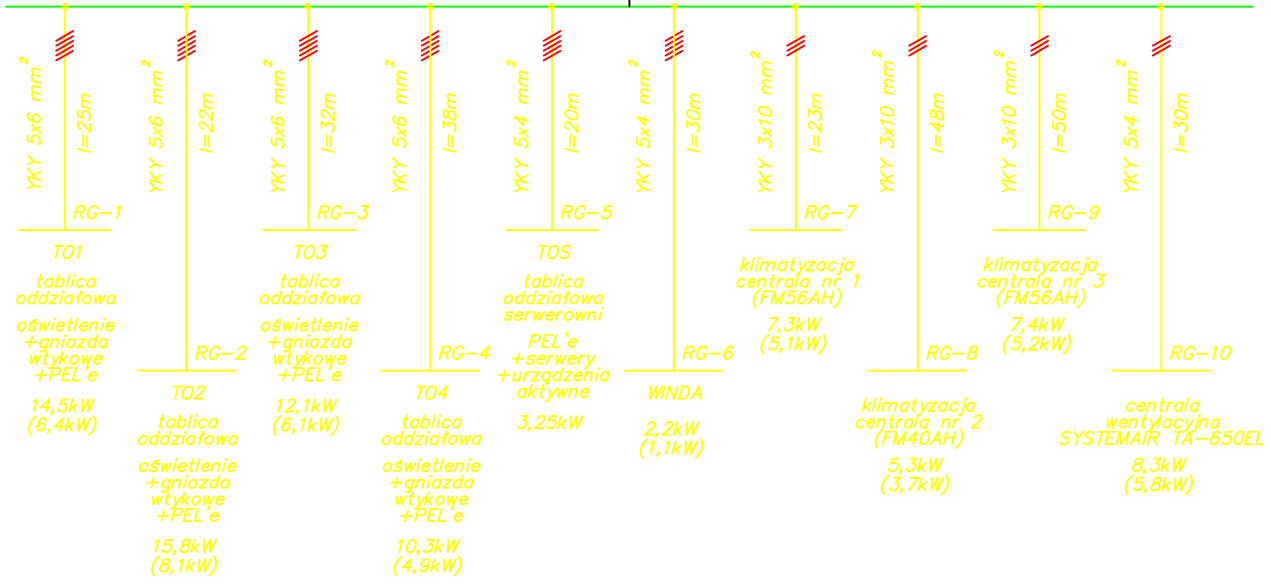 YKY 5x6 mm²
l=25m
RG-1
TO1
tablica
oddziałowa
oświetlenie
+gniazda
wtykowe
+PEL'e
14,5kW
(6,4kW)
YKY 5x6 mm²
l=22m
RG-2
TO2
tablica
oddziałowa
oświetlenie
+gniazda
wtykowe
+PEL'e
15,8kW
(8,1kW)
YKY 5x6 mm²
l=32m
RG-3
TO3
tablica
oddziałowa
oświetlenie
+gniazda
wtykowe
+PEL'e
12,1kW
(6,1kW)
YKY 5x6 mm²
l=38m
RG-4
TO4
tablica
oddziałowa
oświetlenie
+gniazda
wtykowe
+PEL'e
10,3kW
(4,9kW)
YKY 5x4 mm²
l=20m
RG-5
TOS
tablica
oddziałowa
serwerowni
PEL'e
+serwery
+urządzenia
aktywne
3,25kW
YKY 5x4 mm²
l=30m
RG-6
WINDA
2,2kW
(1,1kW)
YKY 3x10 mm²
l=23m
RG-7
klimatyzacja
centrala nr 1
(FM56AH)
7,3kW
(5,1kW)
YKY 3x10 mm²
l=48m
RG-8
klimatyzacja
centrala nr 2
(FM40AH)
5,3kW
(3,7kW)
YKY 3x10 mm²
l=50m
RG-9
klimatyzacja
centrala nr 3
(FM56AH)
7,4kW
(5,2kW)
YKY 5x4 mm²
l=30m
RG-10
centrala
wentylacyjna
SYSTEMAIR TA-650EL
8,3kW
(5,8kW)